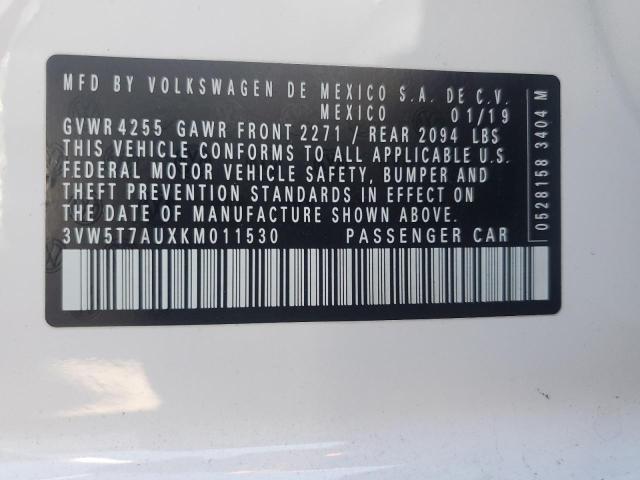 MFD BY VOLKSWAGEN DE MEXICO S.A. DE C.V.
MEXICO 01/19
GVWR 4255 GAWR FRONT 2271 / REAR 2094 LBS
THIS VEHICLE CONFORMS TO ALL APPLICABLE U.S.
FEDERAL MOTOR VEHICLE SAFETY, BUMPER AND
THEFT PREVENTION STANDARDS IN EFFECT ON
THE DATE OF MANUFACTURE SHOWN ABOVE.
3VW5T7AUXKM011530 PASSENGER CAR
0528158 3404 M